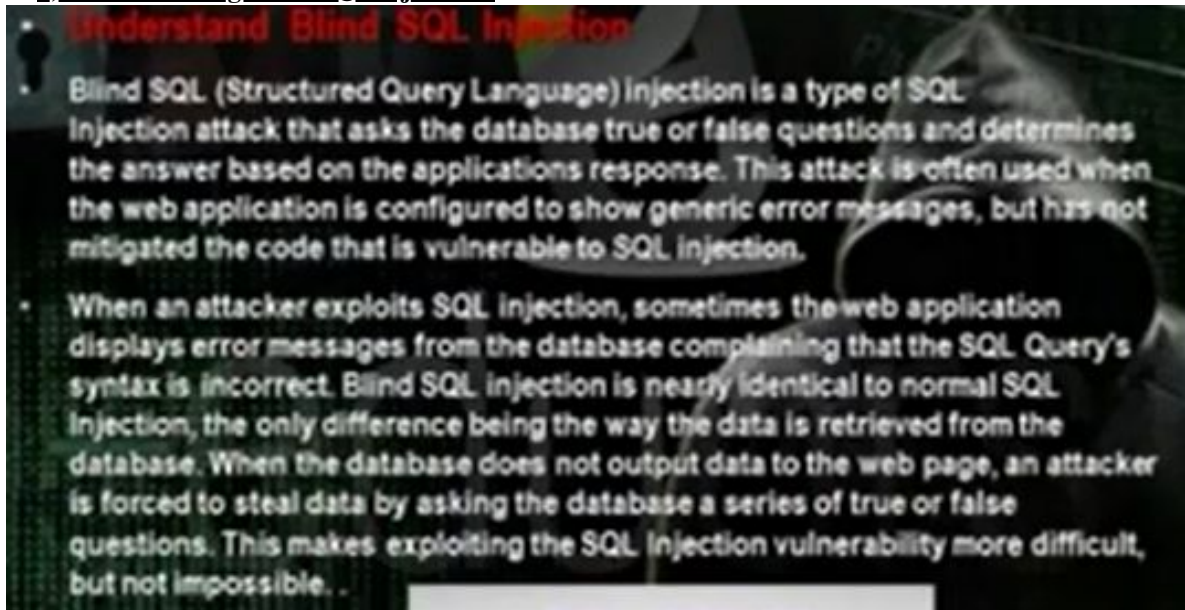 Understand Blind SQL Injection
Blind SQL (Structured Query Language) injection is a type of SQL
Injection attack that asks the database true or false questions and determines
the answer based on the applications response. This attack is often used when
the web application is configured to show generic error messages, but has not
mitigated the code that is vulnerable to SQL injection.
When an attacker exploits SQL injection, sometimes the web application
displays error messages from the database complaining that the SQL Query's
syntax is incorrect. Blind SQL injection is nearly identical to normal SQL
Injection, the only difference being the way the data is retrieved from the
database. When the database does not output data to the web page, an attacker
is forced to steal data by asking the database a series of true or false
questions. This makes exploiting the SQL Injection vulnerability more difficult,
but not impossible. .